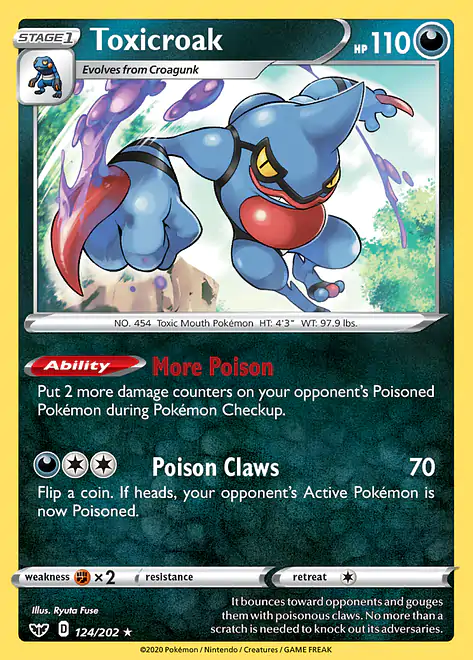 STAGE 1 Toxicroak HP 110
Evolves from Croagunk
NO. 454 Toxic Mouth Pokémon HT: 4'3" WT: 97.9 lbs.
Ability More Poison
Put 2 more damage counters on your opponent's Poisoned
Pokémon during Pokémon Checkup.
Poison Claws 70
Flip a coin. If heads, your opponent's Active Pokémon is
now Poisoned.
weakness ×2 resistance retreat
Illus. Ryuta Fuse
D 124/202 ★
It bounces toward opponents and gouges
them with poisonous claws. No more than a
scratch is needed to knock out its adversaries.
©2020 Pokémon / Nintendo / Creatures / GAME FREAK